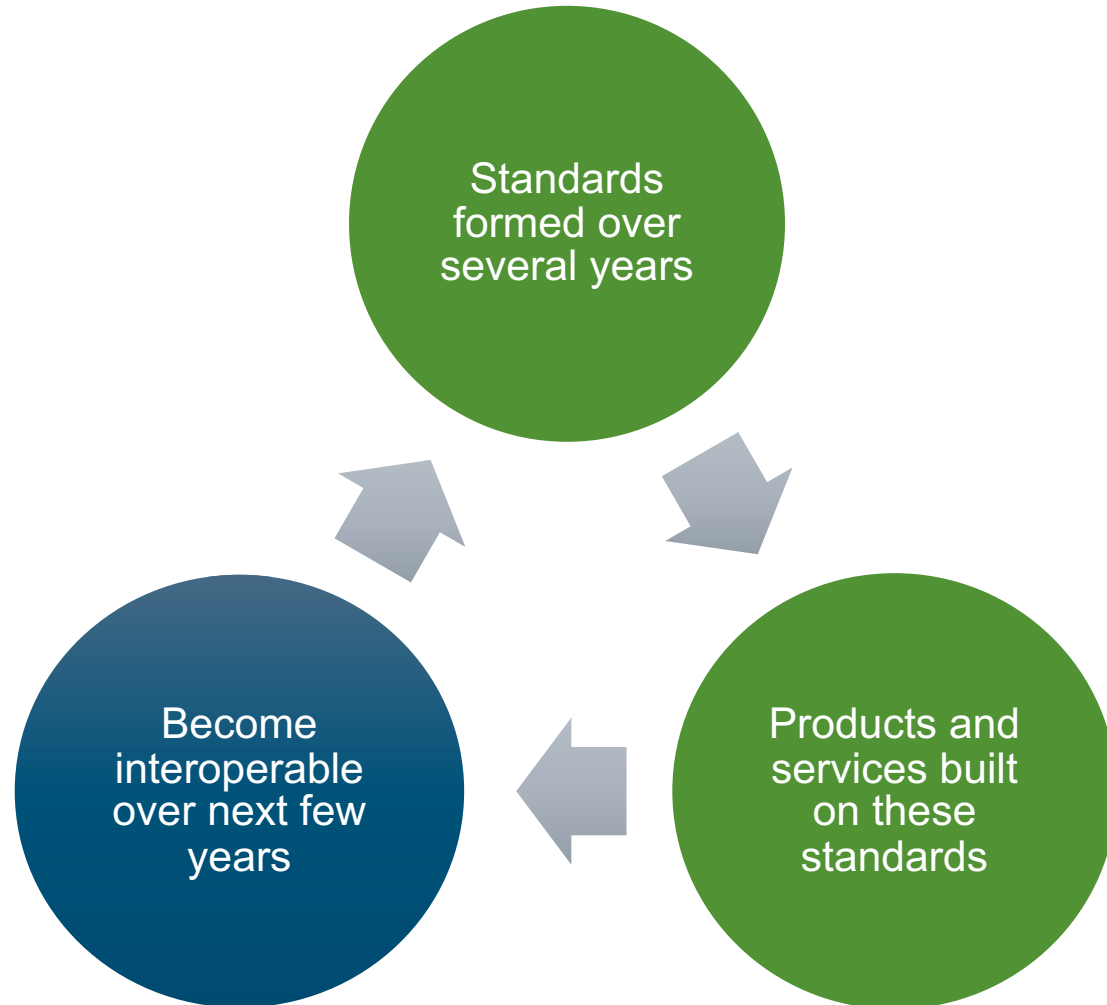 Standards
formed over
several years
Products and
services built
on these
standards
Become
interoperable
over next few
years